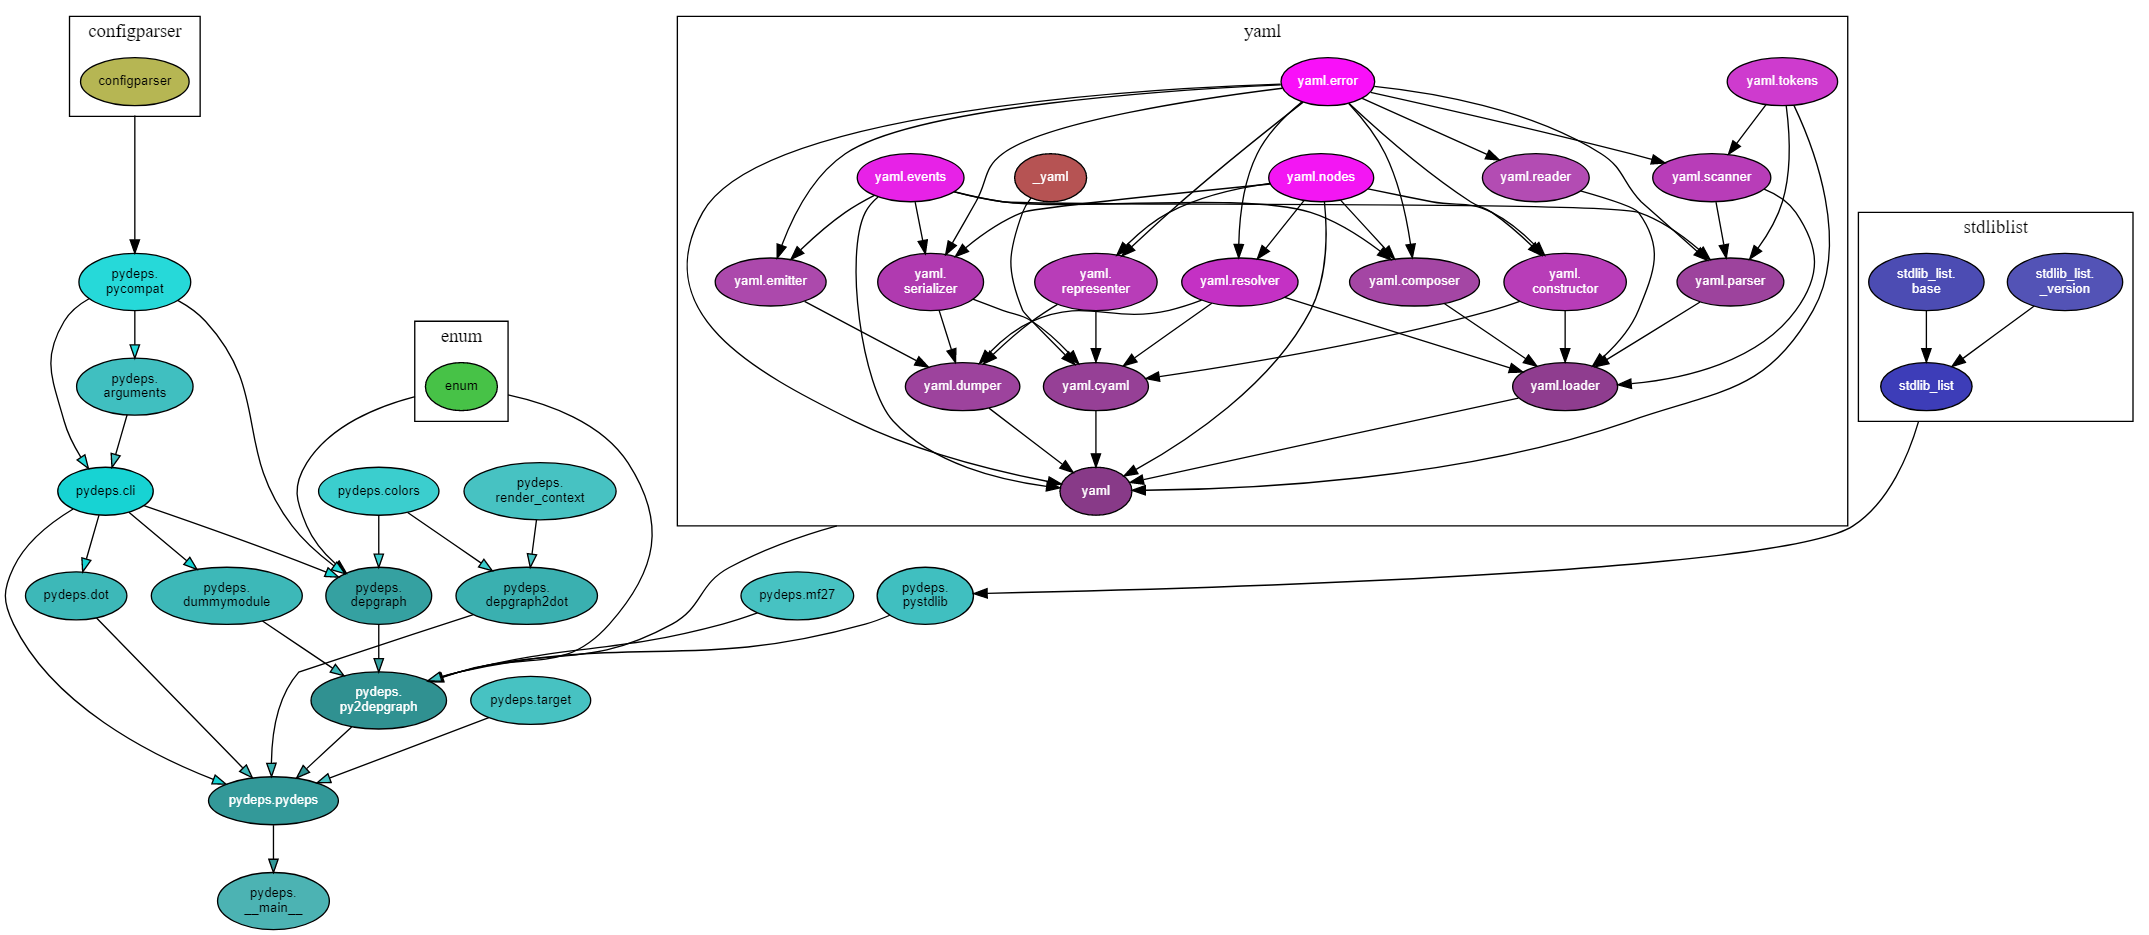 configparser
configparser
yaml
yaml.error
yaml.tokens
yaml.events
_yaml
yaml.nodes
yaml.reader
yaml.scanner
stdliblist
pydeps.
pycompat
yaml.emitter
yaml.
serializer
yaml.
representer
yaml.resolver
yaml.composer
yaml.
constructor
yaml.parser
stdlib_list.
base
stdlib_list.
_version
enum
enum
pydeps.
arguments
yaml.dumper
yaml.cyaml
yaml.loader
stdlib_list
pydeps.cli
pydeps.colors
pydeps.
render_context
yaml
pydeps.dot
pydeps.
dummymodule
pydeps.
depgraph
pydeps.
depgraph2dot
pydeps.mf27
pydeps.
pystdlib
pydeps.
py2depgraph
pydeps.target
pydeps.pydeps
pydeps.
__main__